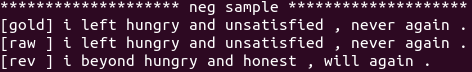 ******************** neg sample ********************
[gold] i left hungry and unsatisfied , never again .
[raw ] i left hungry and unsatisfied , never again .
[rev ] i beyond hungry and honest , will again .